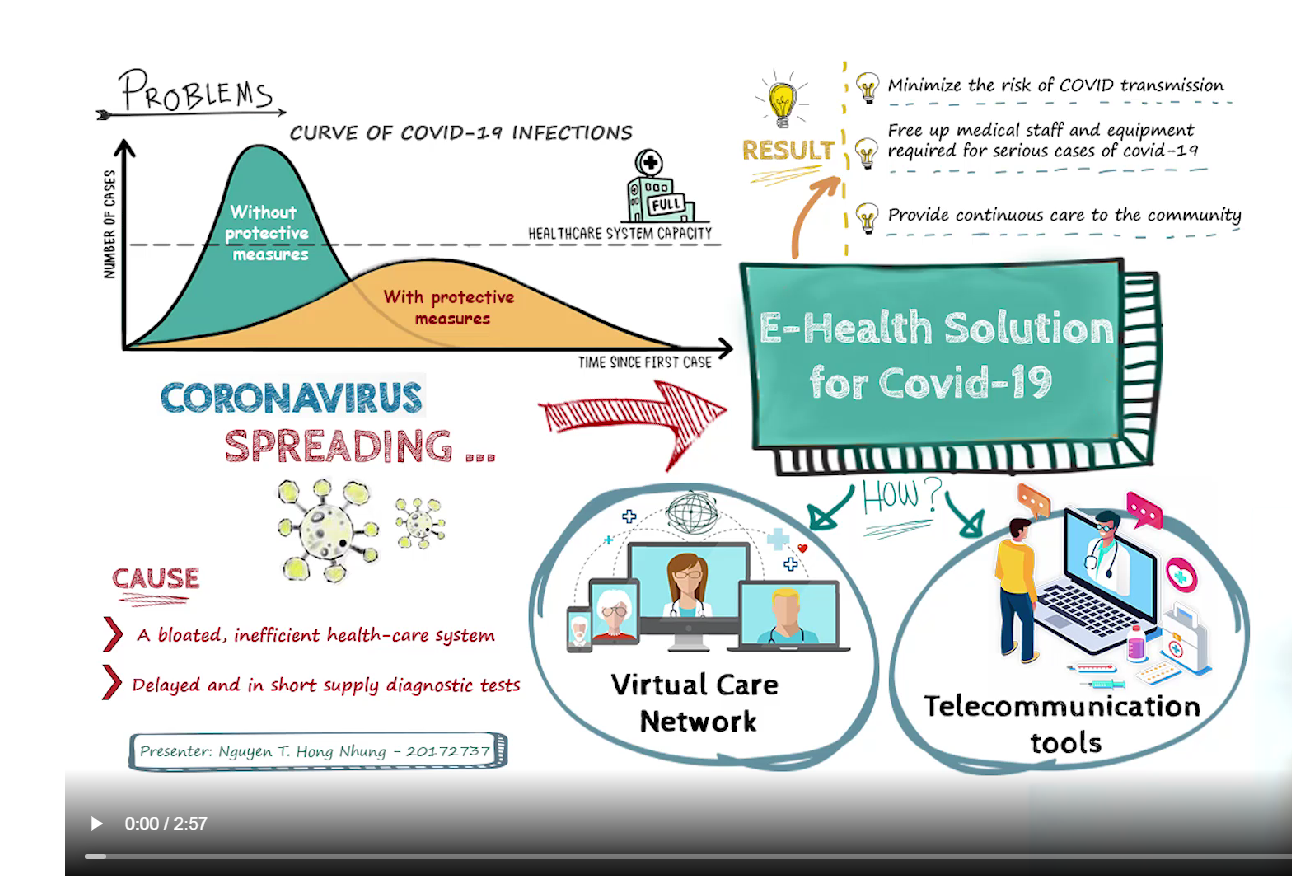 PROBLEMS
CURVE OF COVID-19 INFECTIONS
NUMBER OF CASES
Without
protective
measures
FULL
HEALTHCARE SYSTEM CAPACITY
With protective
measures
TIME SINCE FIRST CASE
RESULT
Minimize the risk of COVID transmission
Free up medical staff and equipment
required for serious cases of covid-19
Provide continuous care to the community
E-Health Solution
for Covid-19
CORONAVIRUS
SPREADING ...
HOW?
CAUSE
A bloated, inefficient health-care system
Delayed and in short supply diagnostic tests
Presenter: Nguyen T. Hong Nhung - 20172737
Virtual Care
Network
Telecommunication
tools
0:00 / 2:57